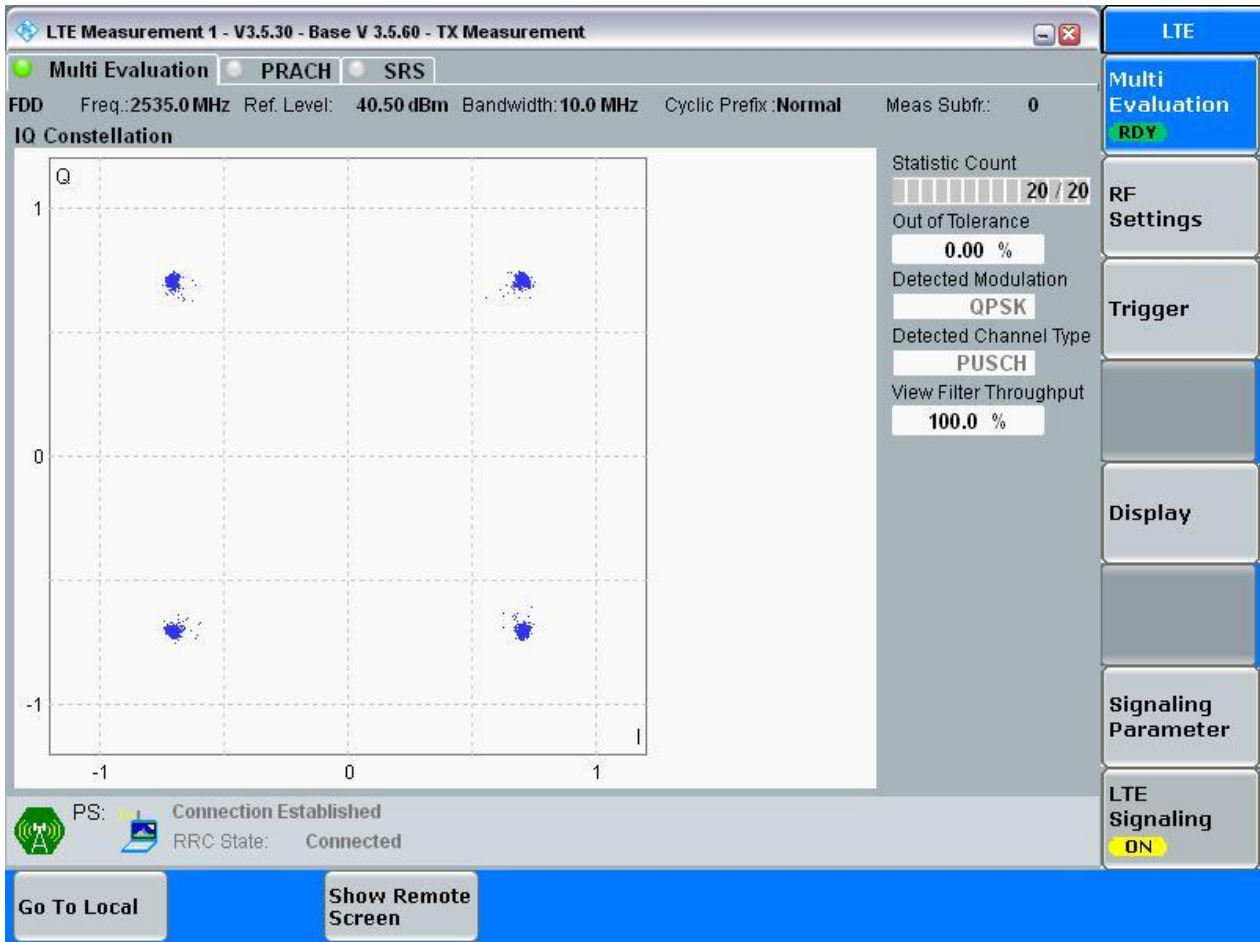 LTE Measurement 1 - V3.5.30 - Base V 3.5.60 - TX Measurement
LTE
Multi Evaluation PRACH SRS
FDD Freq.:2535.0 MHz Ref. Level: 40.50 dBm Bandwidth:10.0 MHz Cyclic Prefix :Normal Meas Subfr.: 0
IQ Constellation
Q
1
0
-1
-1 0 1
I
Statistic Count
20 / 20
Out of Tolerance
0.00 %
Detected Modulation
QPSK
Detected Channel Type
PUSCH
View Filter Throughput
100.0 %
Multi
Evaluation
RDY
RF
Settings
Trigger
Display
Signaling
Parameter
LTE
Signaling
ON
PS: Connection Established
RRC State: Connected
Go To Local
Show Remote
Screen